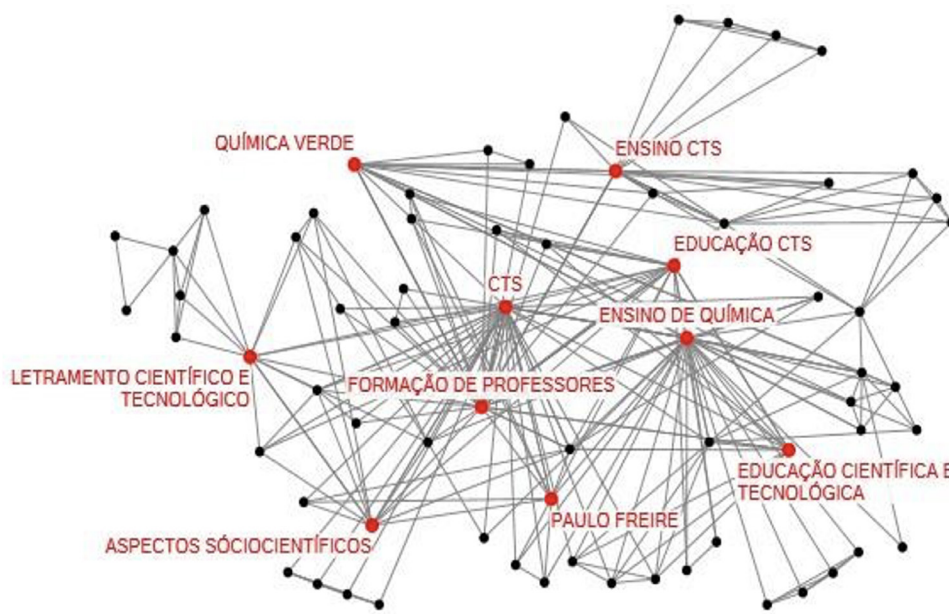 QUÍMICA VERDE
ENSINO CTS
EDUCAÇÃO CTS
CTS
ENSINO DE QUÍMICA
LETRAMENTO CIENTÍFICO E
TECNOLÓGICO
FORMAÇÃO DE PROFESSORES
EDUCAÇÃO CIENTÍFICA E
TECNOLÓGICA
PAULO FREIRE
ASPECTOS SÓCIOCIENTÍFICOS